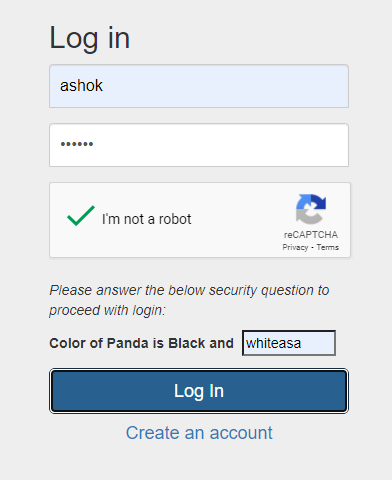 Log in
ashok
••••••
I'm not a robot
reCAPTCHA
Privacy - Terms
Please answer the below security question to
proceed with login:
Color of Panda is Black and whiteasa
Log In
Create an account